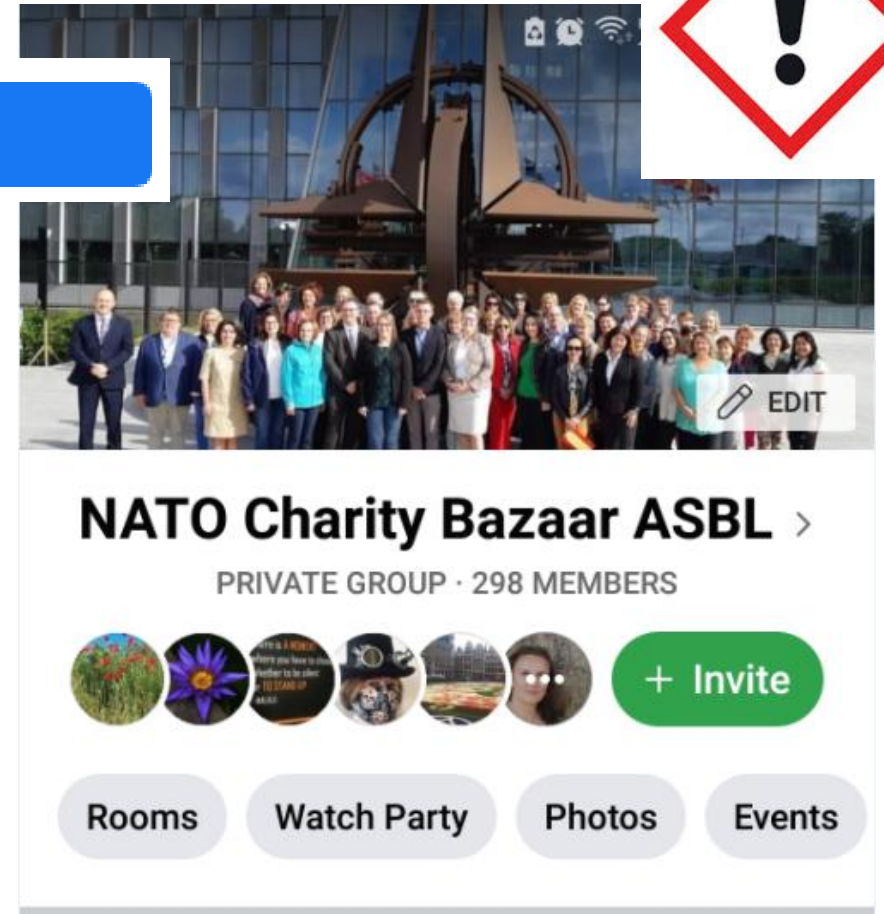 EDIT
NATO Charity Bazaar ASBL >
PRIVATE GROUP · 298 MEMBERS
+ Invite
Rooms
Watch Party
Photos
Events